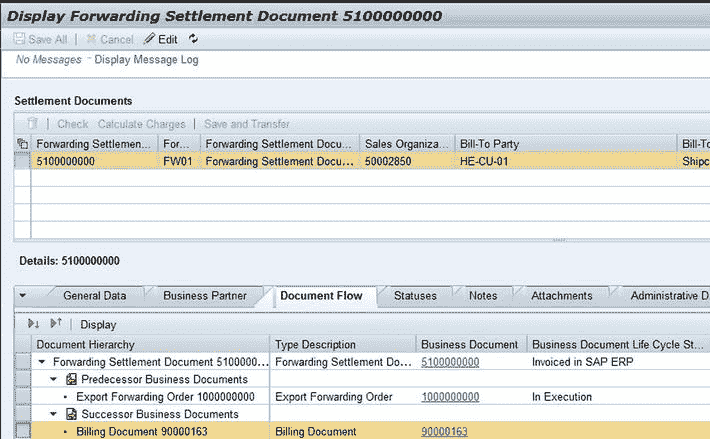 Display Forwarding Settlement Document 5100000000
Save All Cancel Edit
No Messages - Display Message Log
Settlement Documents
Check Calculate Charges Save and Transfer
Forwarding Settlemen... For... Forwarding Settlement Docu... Sales Organiza... Bill-To Party Bill-To
5100000000 FW01 Forwarding Settlement Docu... 50002850 HE-CU-01 Shipc
Details: 5100000000
General Data Business Partner Document Flow Statuses Notes Attachments Administrative D
Display
Document Hierarchy Type Description Business Document Business Document Life Cycle St...
Forwarding Settlement Document 51000000... Forwarding Settlement Do... 5100000000 Invoiced in SAP ERP
Predecessor Business Documents
Export Forwarding Order 1000000000 Export Forwarding Order 1000000000 In Execution
Successor Business Documents
Billing Document 90000163 Billing Document 90000163